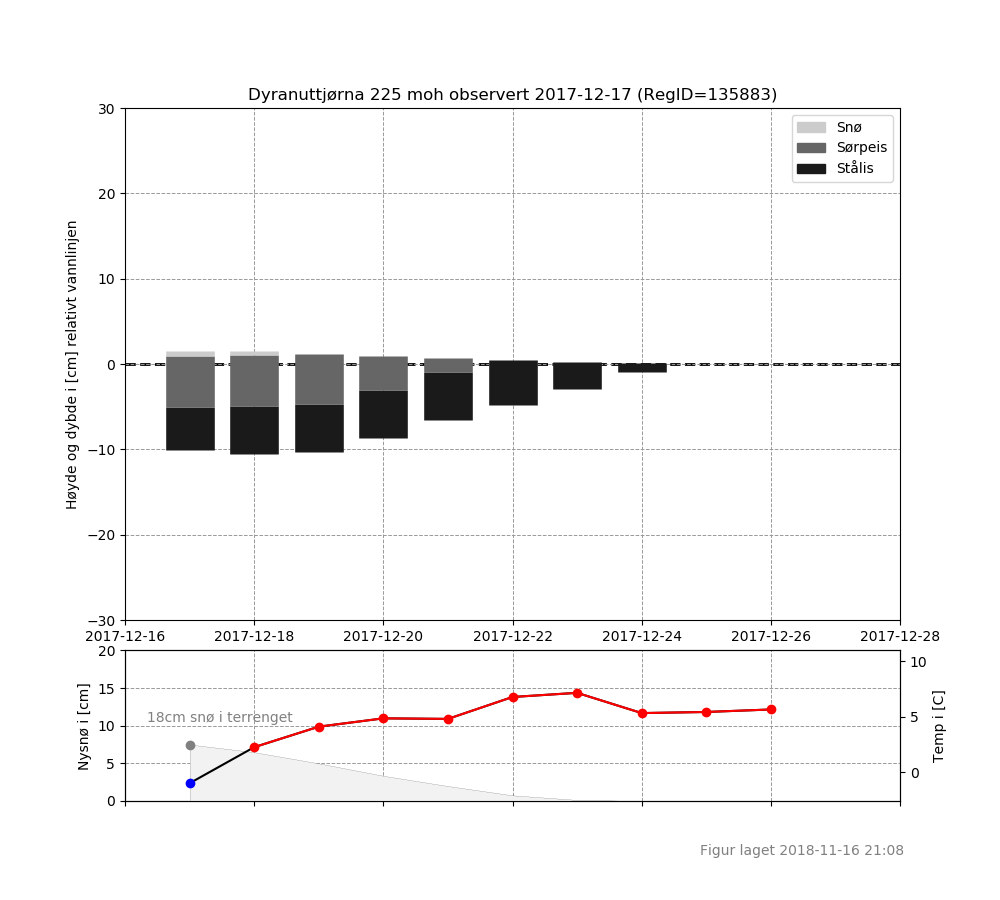 Dyranuttjørna 225 moh observert 2017-12-17 (RegID=135883)
30
20
10
0
−10
−20
−30
Høyde og dybde i [cm] relativt vannlinjen
Snø
Sørpeis
Stålis
2017-12-16
2017-12-18
2017-12-20
2017-12-22
2017-12-24
2017-12-26
2017-12-28
20
15
10
5
0
Nysnø i [cm]
18cm snø i terrenget
10
5
0
Temp i [C]
Figur laget 2018-11-16 21:08